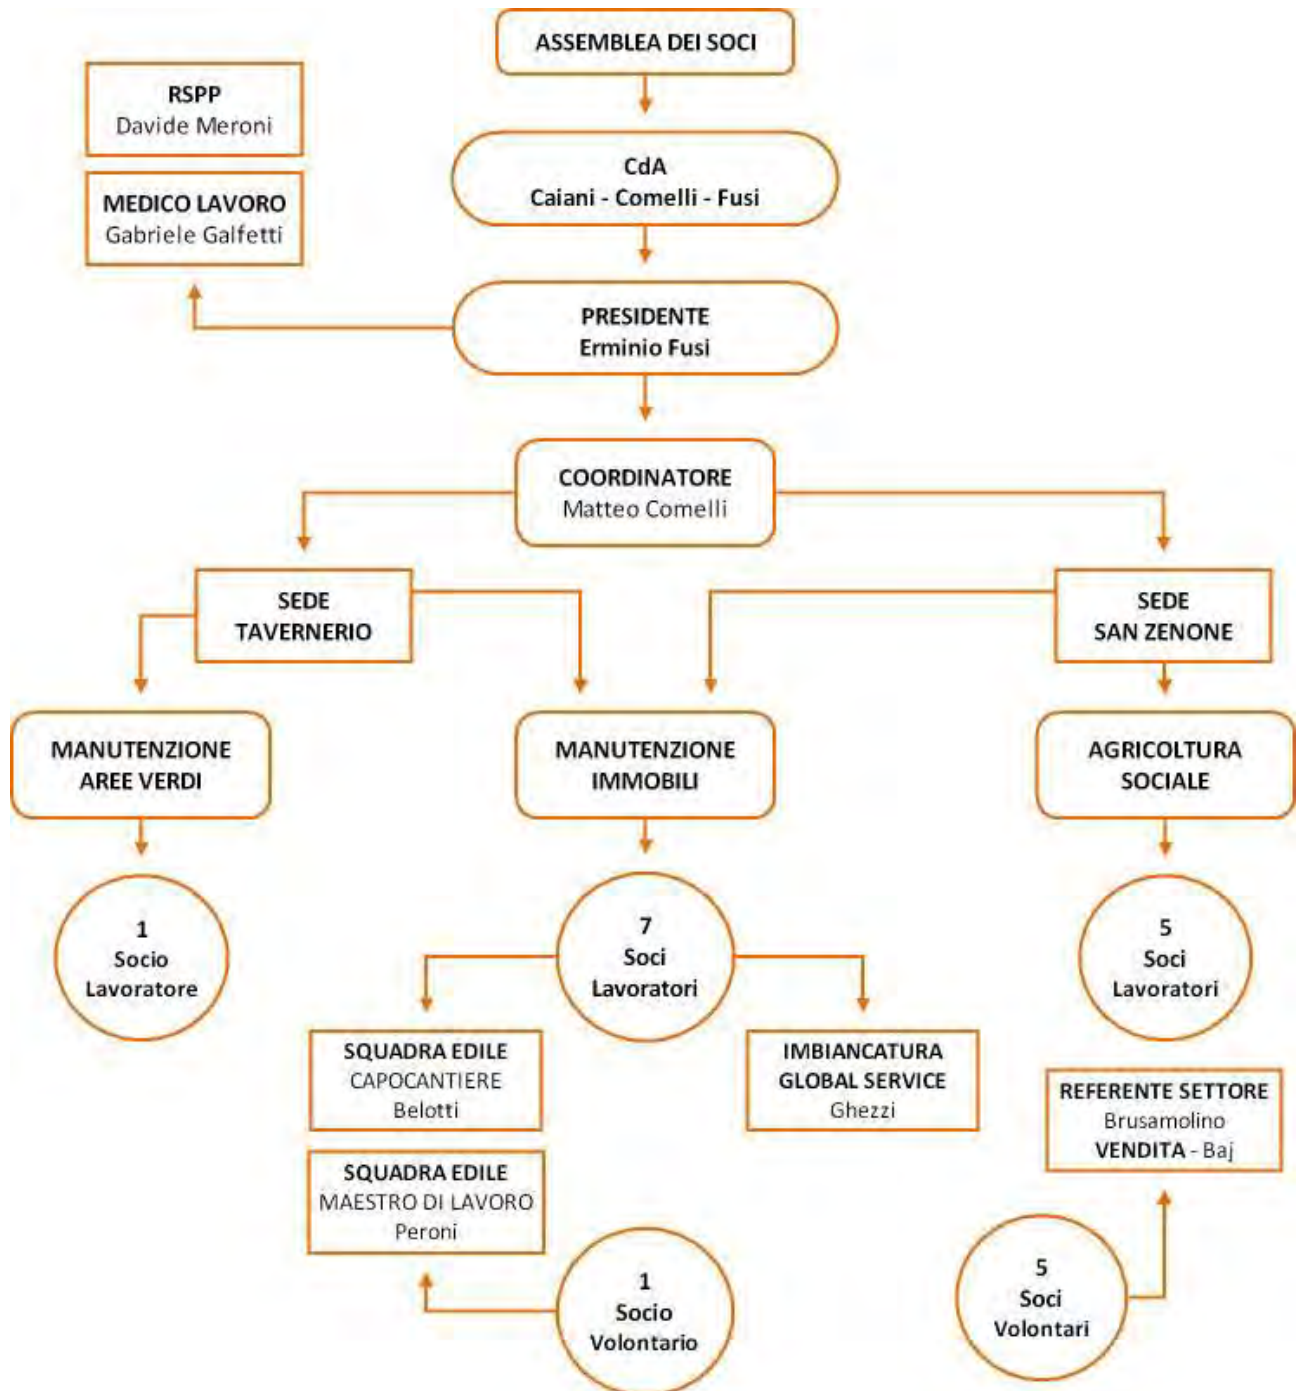 ASSEMBLEA DEI SOCI
RSPP
Davide Meroni
MEDICO LAVORO
Gabriele Galfetti
CdA
Caiani - Comelli - Fusi
PRESIDENTE
Erminio Fusi
COORDINATORE
Matteo Comelli
SEDE
TAVERNERIO
SEDE
SAN ZENONE
MANUTENZIONE
AREE VERDI
MANUTENZIONE
IMMOBILI
AGRICOLTURA
SOCIALE
1
Socio
Lavoratore
7
Soci
Lavoratori
5
Soci
Lavoratori
SQUADRA EDILE
CAPOCANTIERE
Belotti
IMBIANCATURA
GLOBAL SERVICE
Ghezzi
REFERENTE SETTORE
Brusamolino
VENDITA - Baj
SQUADRA EDILE
MAESTRO DI LAVORO
Peroni
1
Socio
Volontario
5
Soci
Volontari